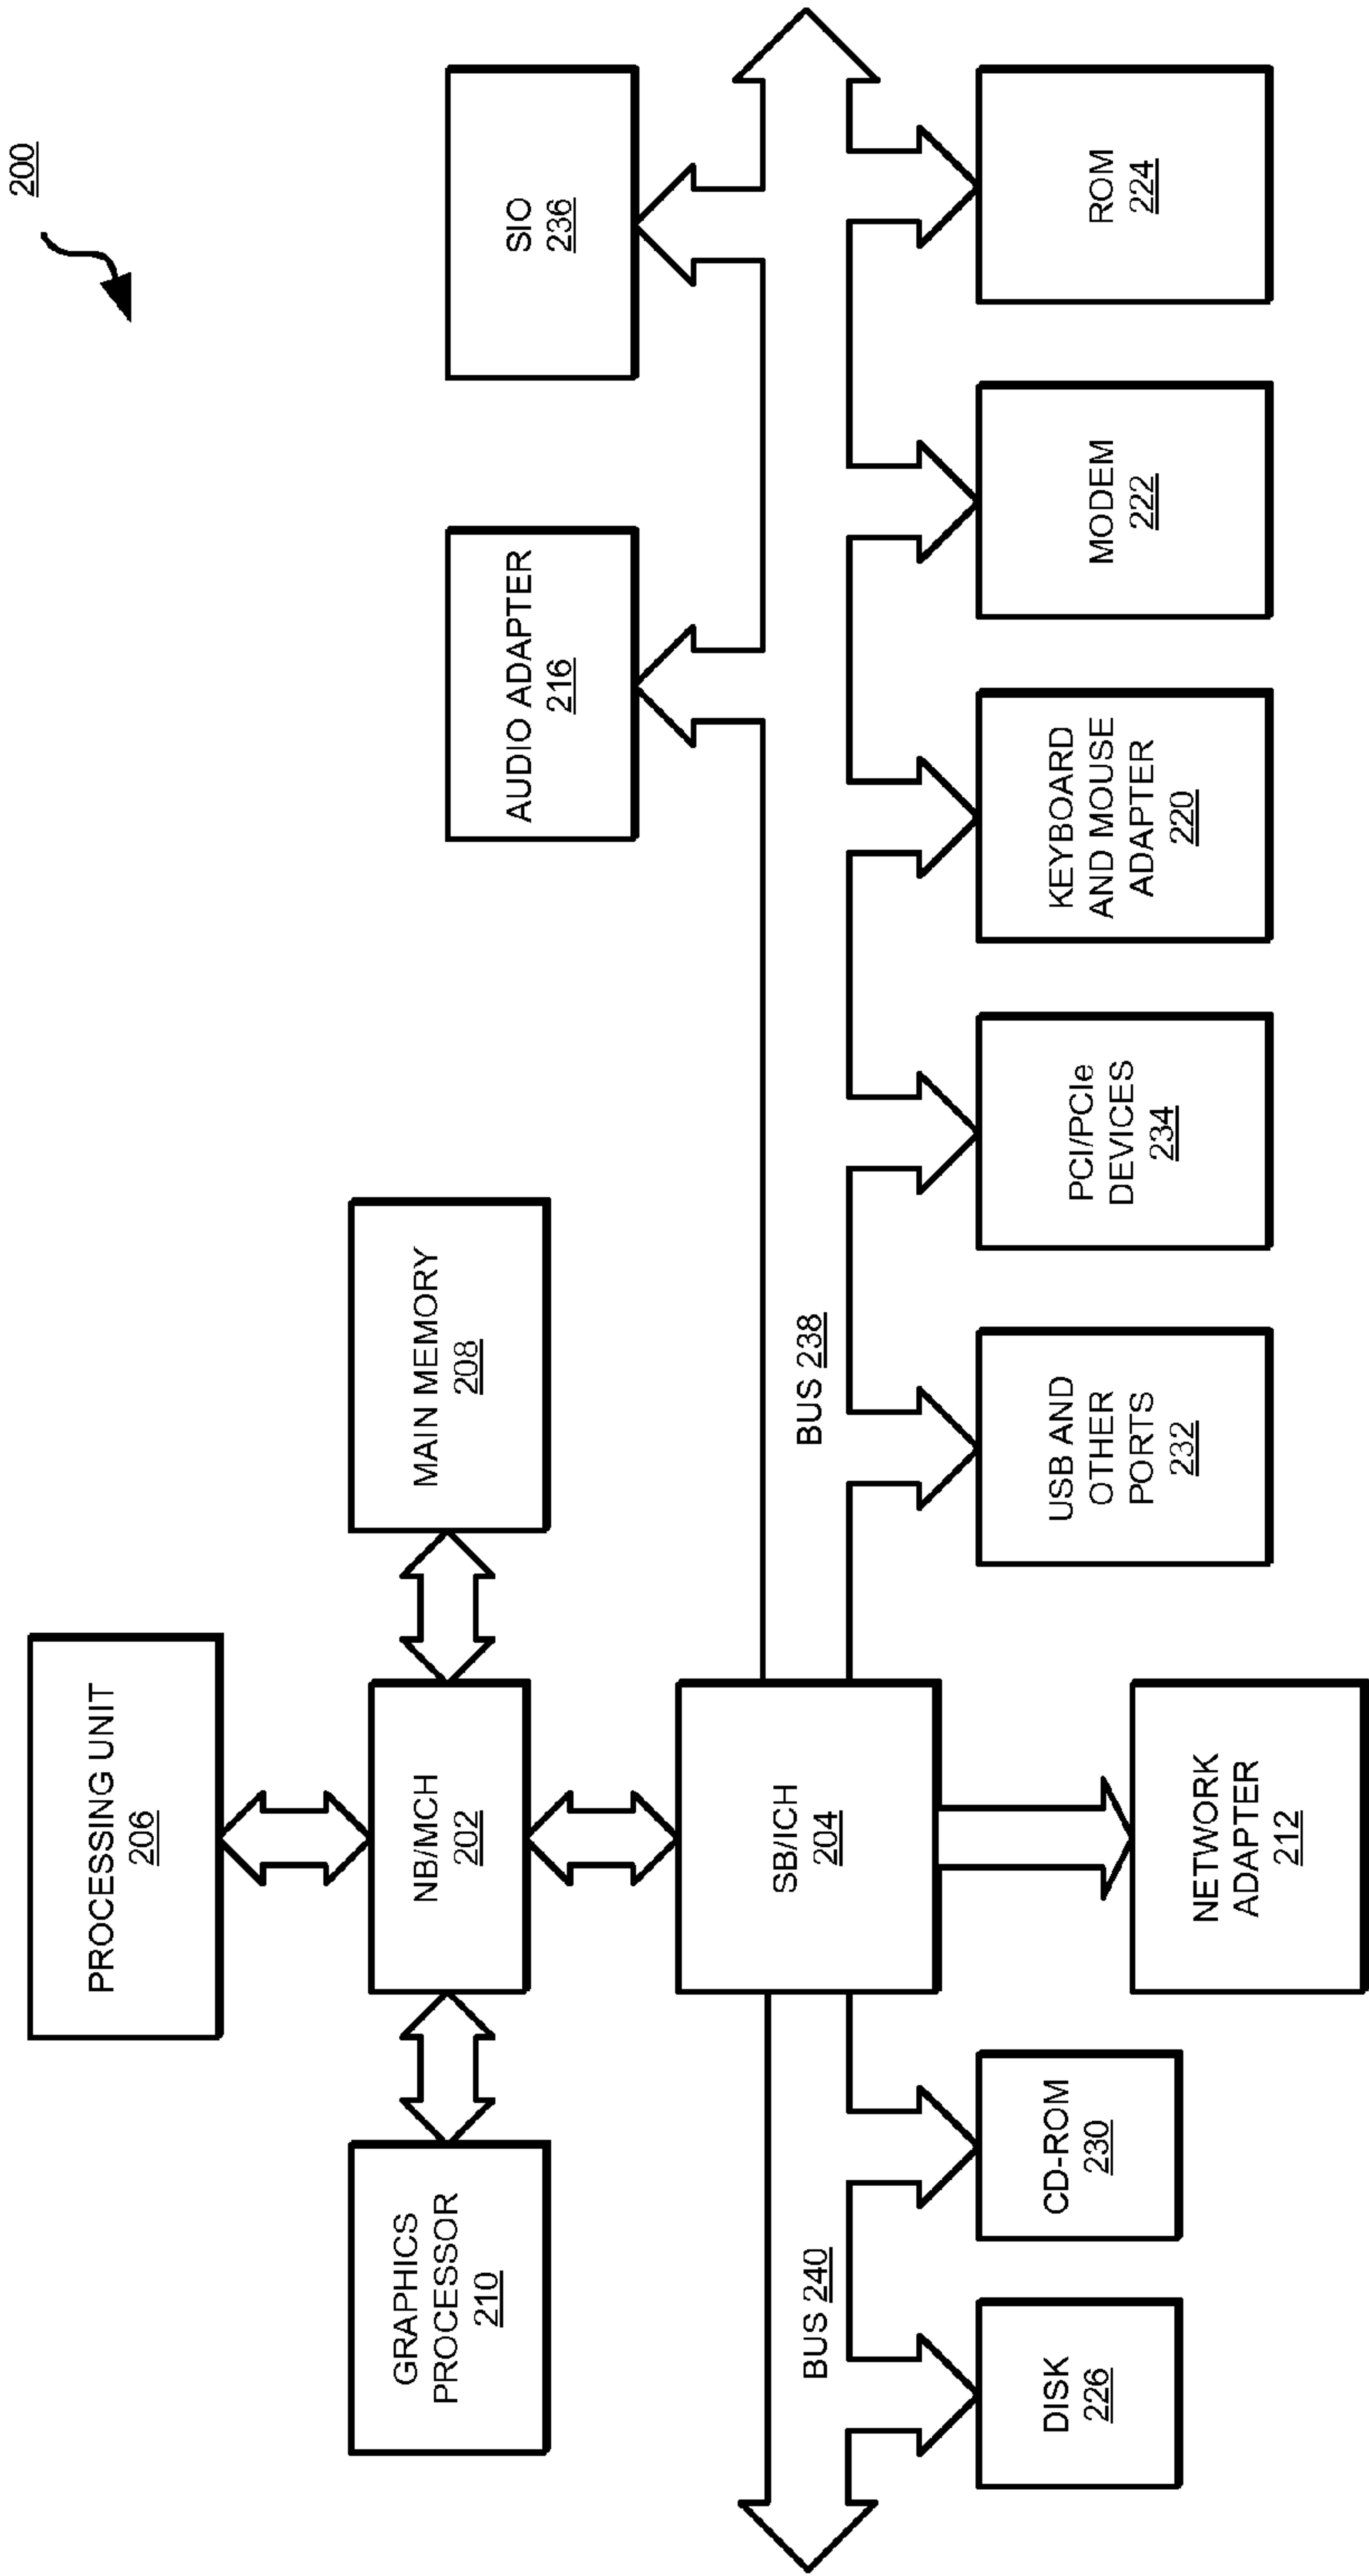 200
PROCESSING UNIT
206
GRAPHICS
PROCESSOR
210
NB/MCH
202
MAIN MEMORY
208
AUDIO ADAPTER
216
SIO
236
SB/ICH
204
BUS 240
BUS 238
DISK
226
CD-ROM
230
USB AND
OTHER
PORTS
232
PCI/PCIe
DEVICES
234
KEYBOARD
AND MOUSE
ADAPTER
220
MODEM
222
ROM
224
NETWORK
ADAPTER
212